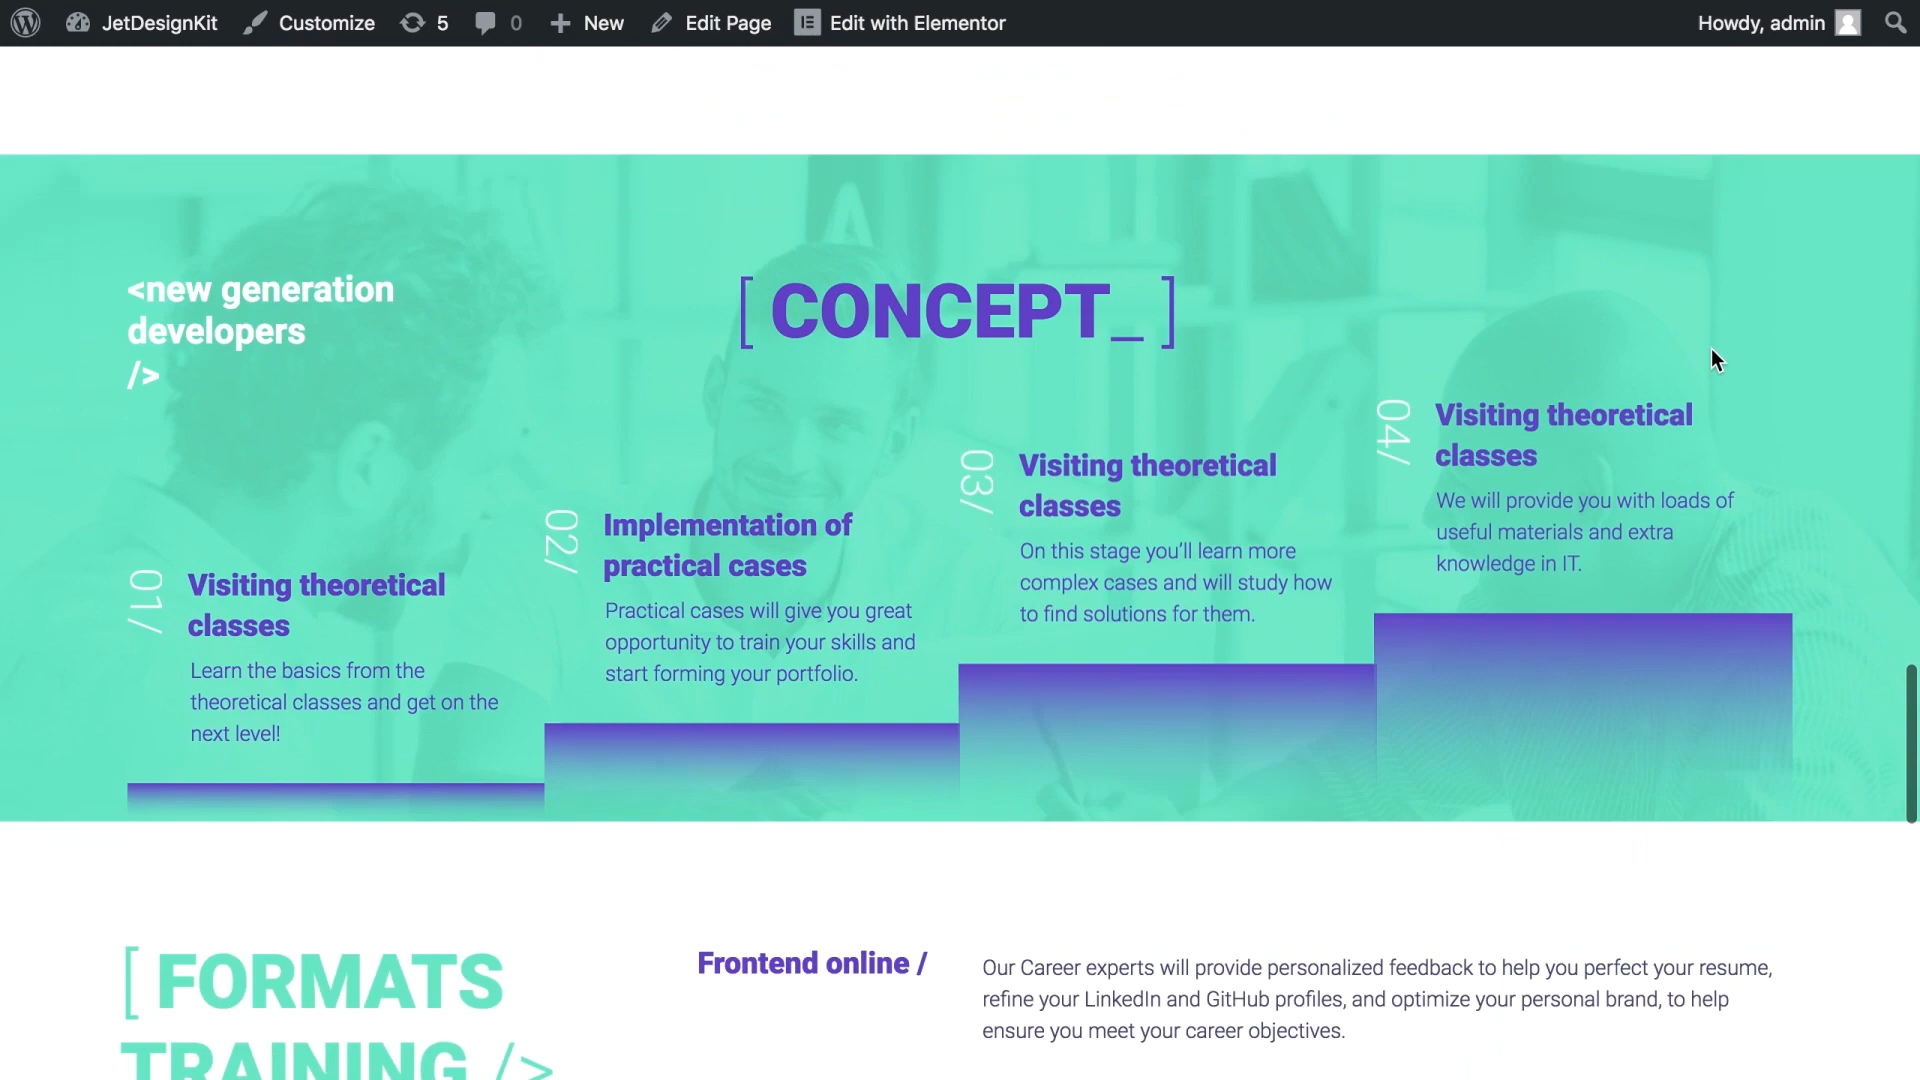 JetDesignKit Customize 5 0 New Edit Page Edit with Elementor Howdy, admin
<new generation
developers
/>
[ CONCEPT_ ]
01/
Visiting theoretical
classes
Learn the basics from the
theoretical classes and get on the
next level!
02/
Implementation of
practical cases
Practical cases will give you great
opportunity to train your skills and
start forming your portfolio.
03/
Visiting theoretical
classes
On this stage you’ll learn more
complex cases and will study how
to find solutions for them.
04/
Visiting theoretical
classes
We will provide you with loads of
useful materials and extra
knowledge in IT.
[ FORMATS
TRAINING />
Frontend online /
Our Career experts will provide personalized feedback to help you perfect your resume,
refine your LinkedIn and GitHub profiles, and optimize your personal brand, to help
ensure you meet your career objectives.